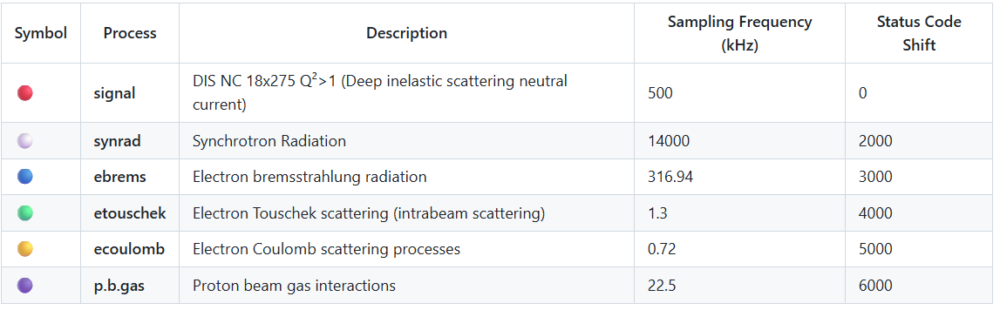 Symbol Process Description Sampling Frequency (kHz) Status Code Shift
signal DIS NC 18x275 Q²>1 (Deep inelastic scattering neutral current) 500 0
synrad Synchrotron Radiation 14000 2000
ebrems Electron bremsstrahlung radiation 316.94 3000
etouschek Electron Touschek scattering (intrabeam scattering) 1.3 4000
ecoulomb Electron Coulomb scattering processes 0.72 5000
p.b.gas Proton beam gas interactions 22.5 6000